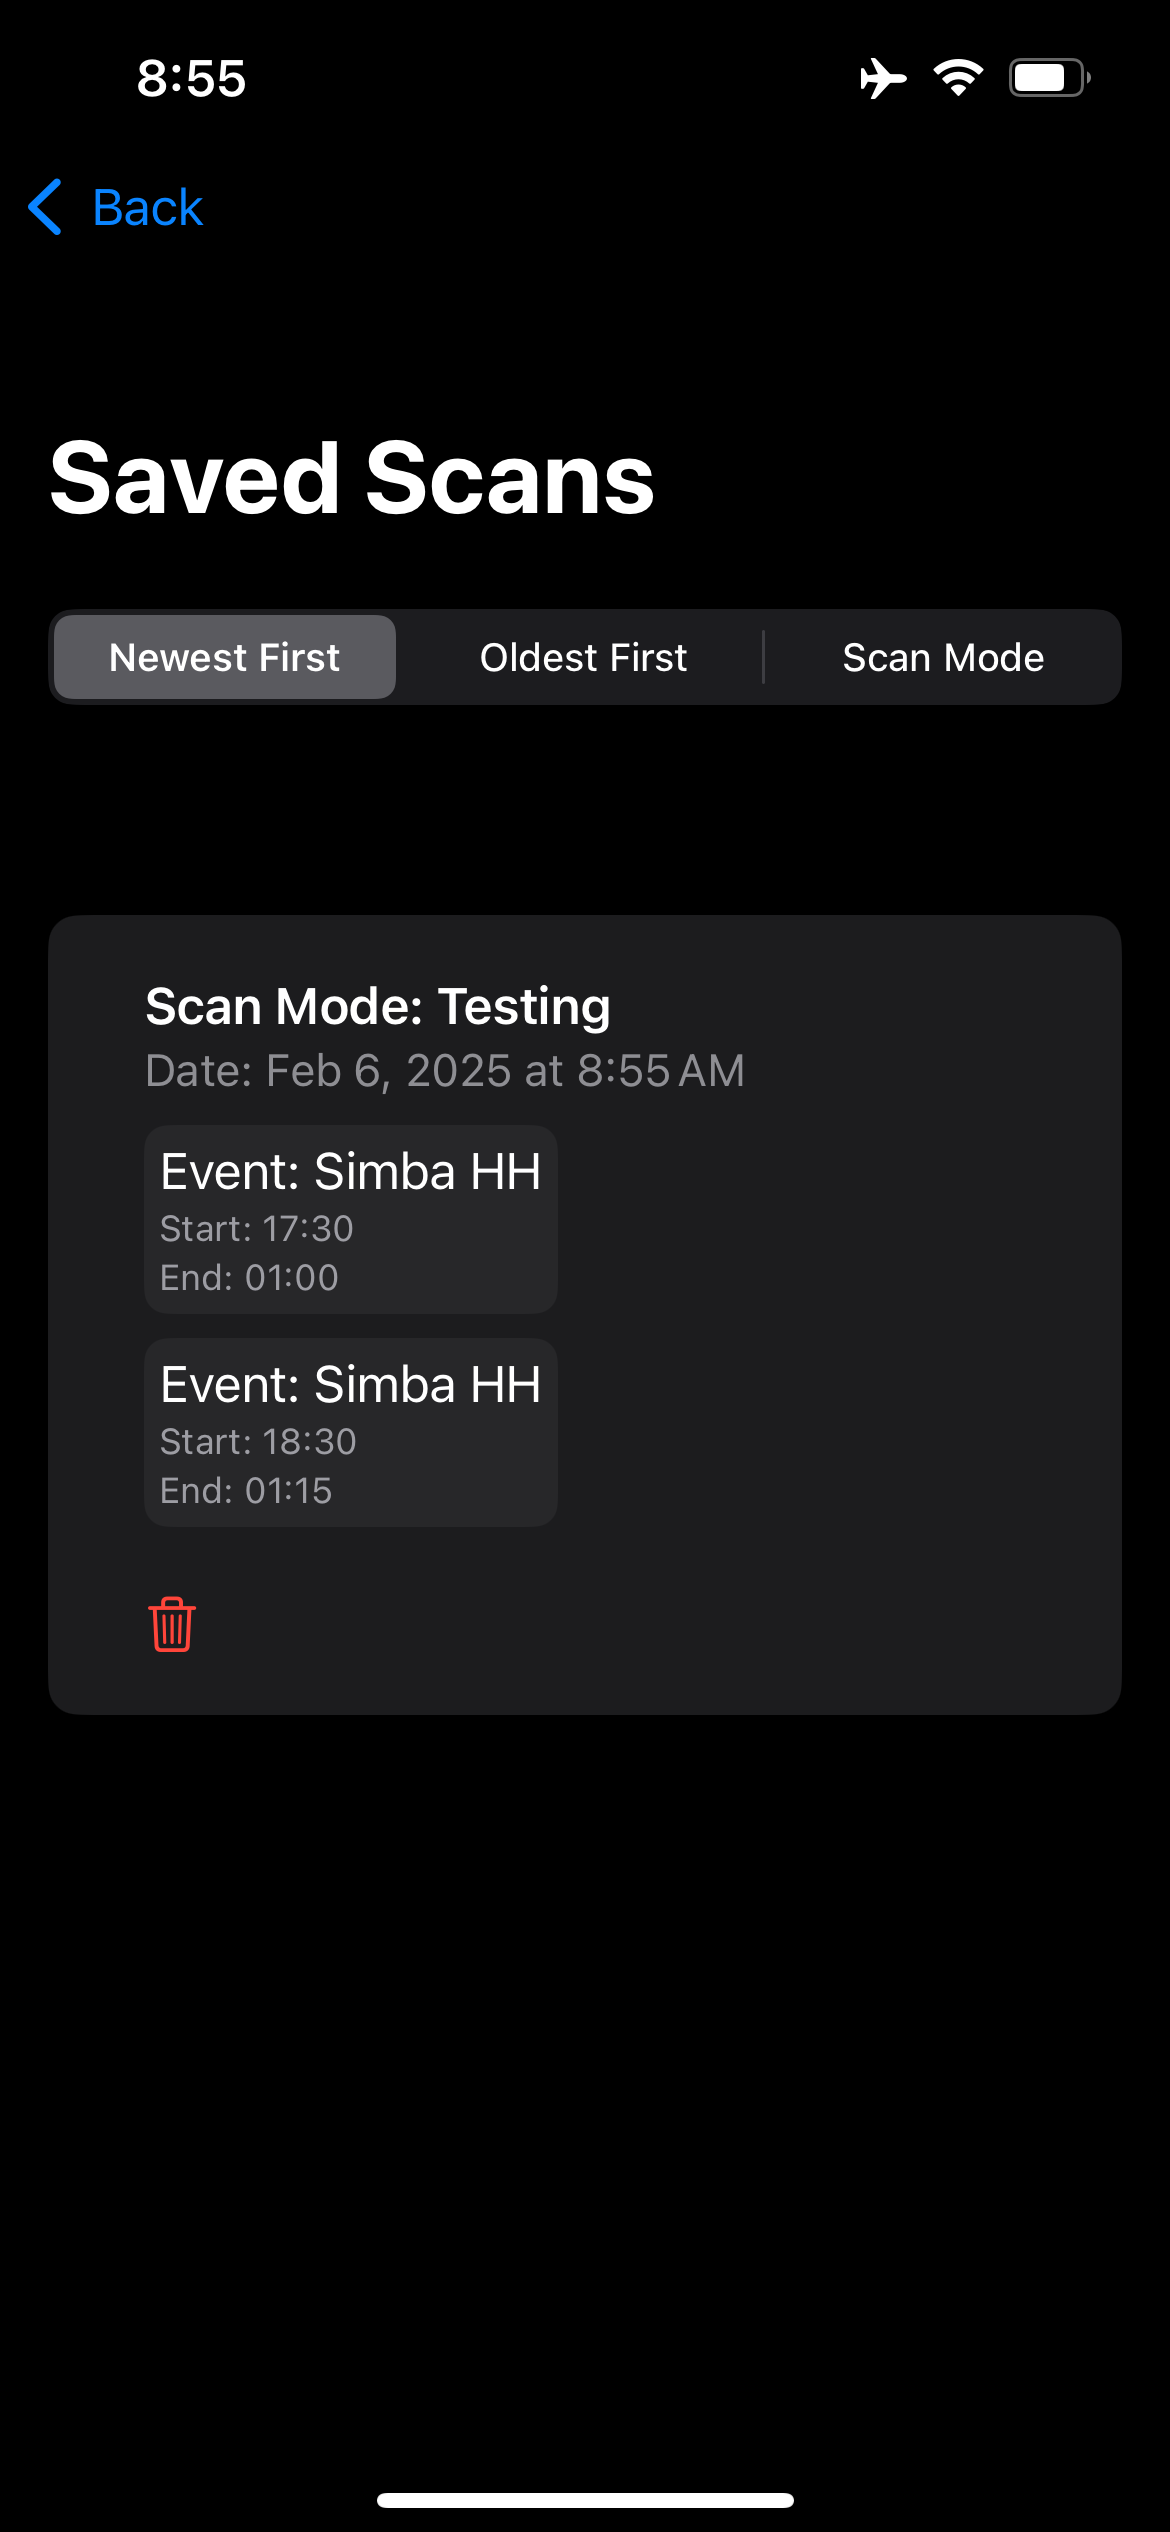 8:55
Back
Saved Scans
Newest First
Oldest First
Scan Mode
Scan Mode: Testing
Date: Feb 6, 2025 at 8:55 AM
Event: Simba HH
Start: 17:30
End: 01:00
Event: Simba HH
Start: 18:30
End: 01:15